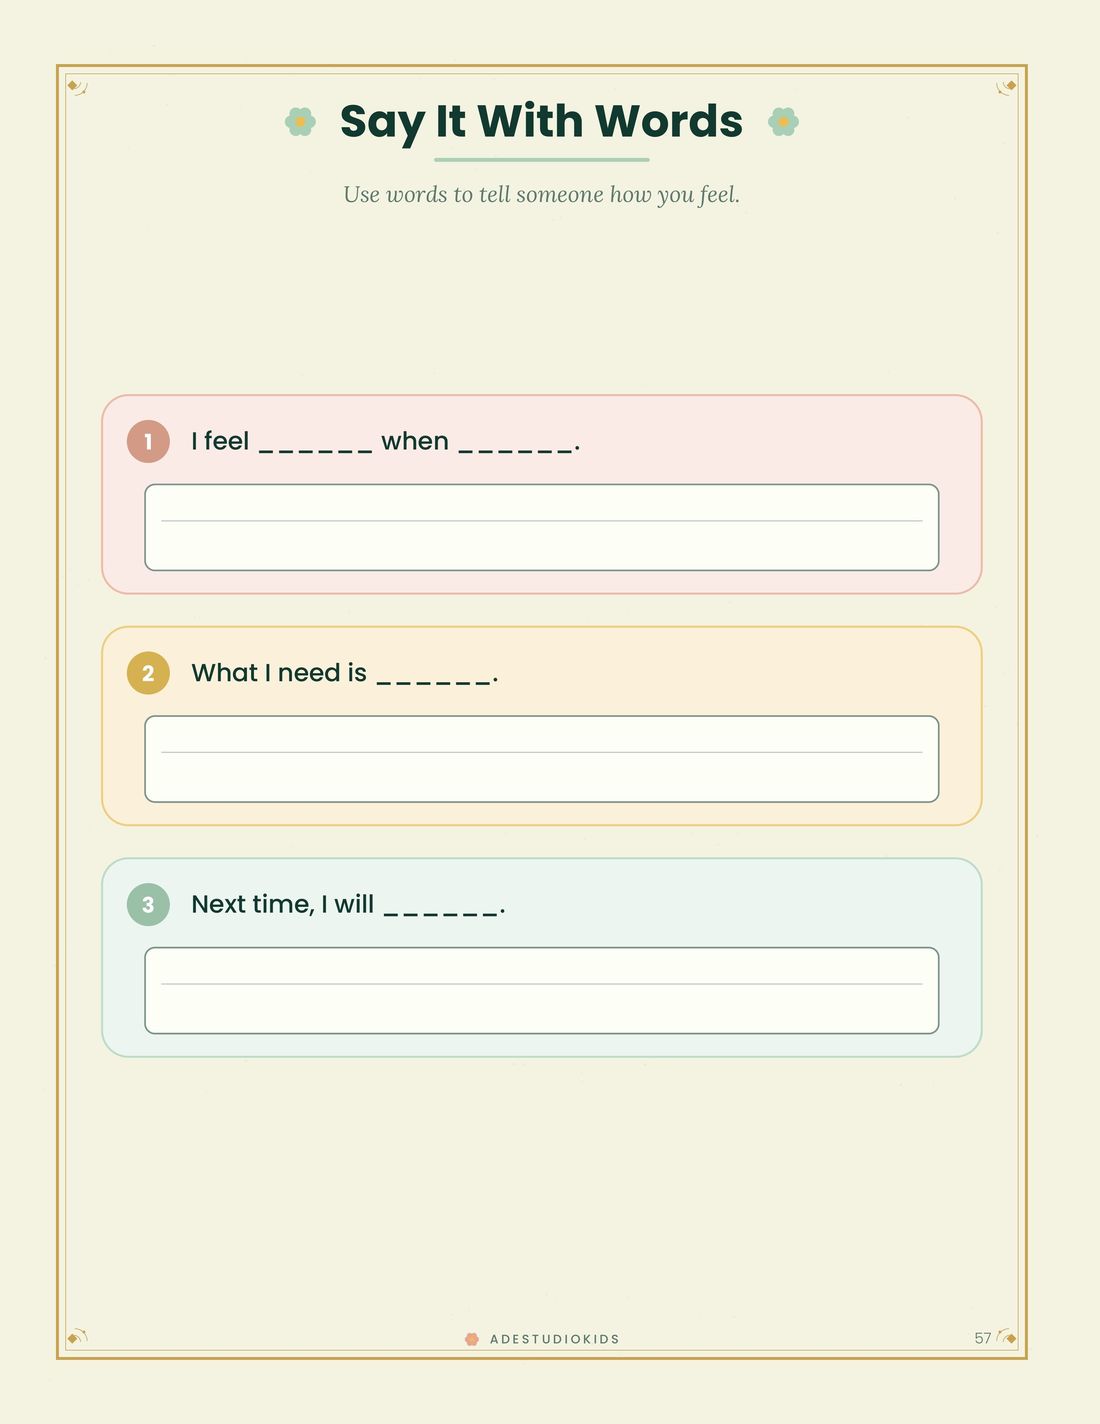 Say It With Words
Use words to tell someone how you feel.
1 I feel ______ when ______.
2 What I need is ______.
3 Next time, I will ______.
ADESTUDIOKIDS
57